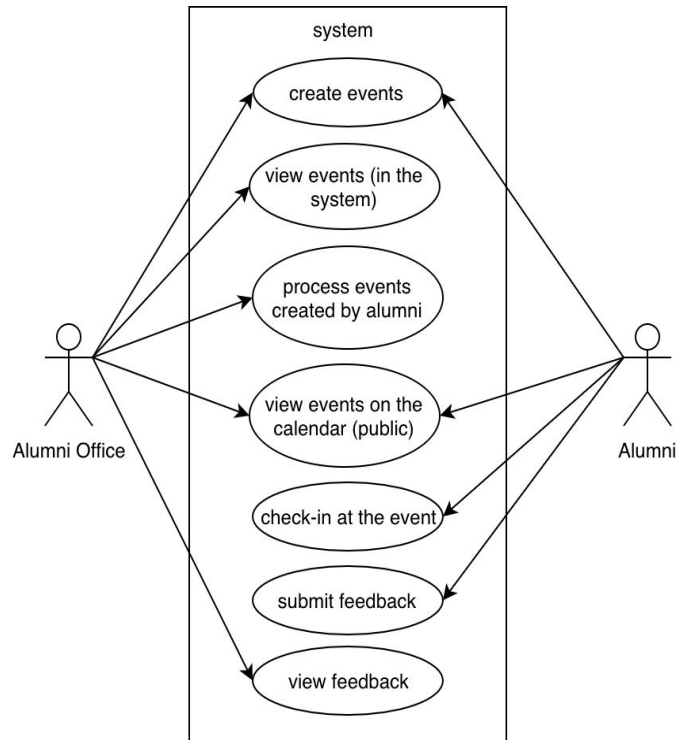 system
create events
view events (in the
system)
process events
created by alumni
view events on the
calendar (public)
Alumni Office
Alumni
check-in at the event
submit feedback
view feedback